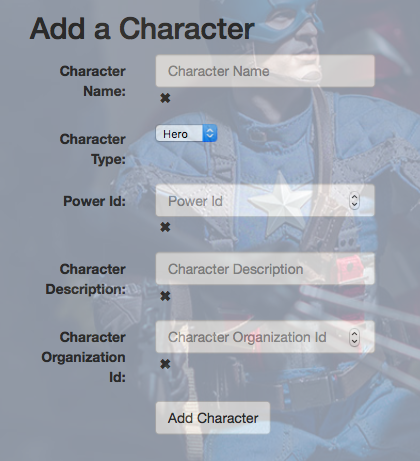 Add a Character
Character Name:
Character Name
✖
Character Type:
Hero
Power Id:
Power Id
✖
Character Description:
Character Description
✖
Character Organization Id:
Character Organization Id
✖
Add Character